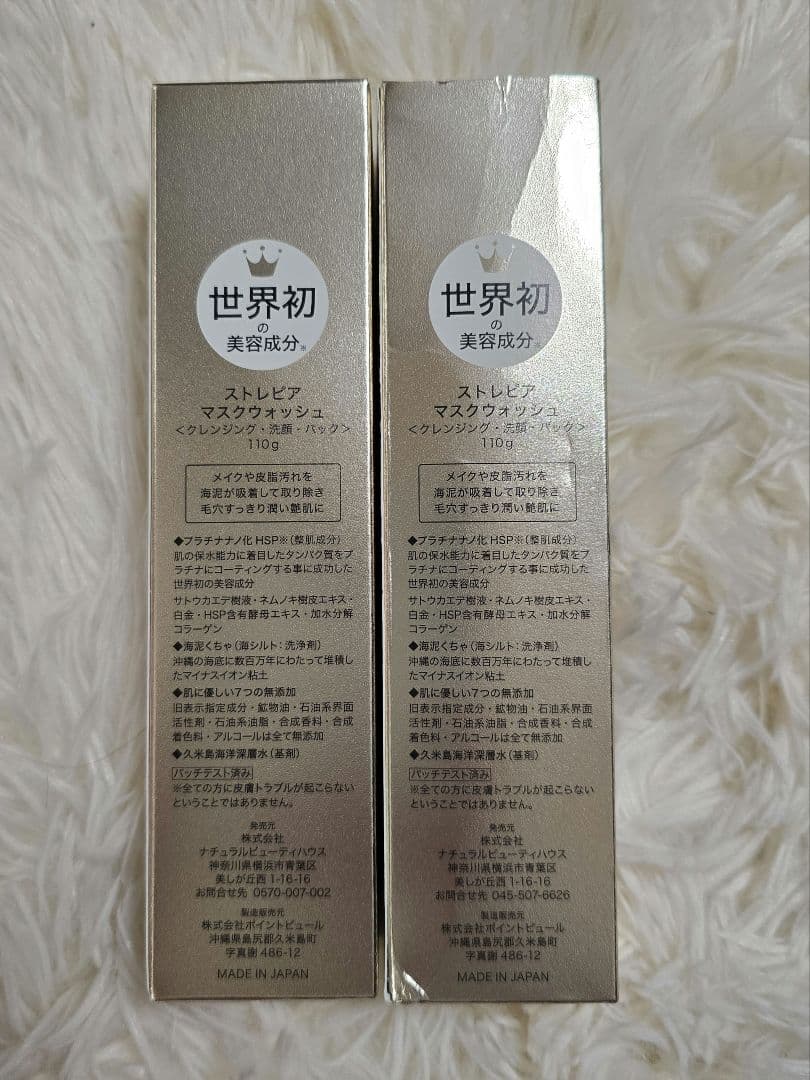 世界初
の
美容成分※
ストレピア
マスクウォッシュ
＜クレンジング・洗顔・パック＞
110g
メイクや皮脂汚れを
海泥が吸着して取り除き
毛穴すっきり潤い艶肌に
◆プラチナナノ化 HSP※(整肌成分)
肌の保水能力に着目したタンパク質をプ
ラチナにコーティングする事に成功した
世界初の美容成分
サトウカエデ樹液・ネムノキ樹皮エキス・
白金・HSP含有酵母エキス・加水分解
コラーゲン
◆海泥くちゃ(海シルト：洗浄剤)
沖縄の海底に数百万年にわたって堆積し
たマイナスイオン粘土
◆肌に優しい7つの無添加
旧表示指定成分・鉱物油・石油系界面
活性剤・石油系油脂・合成香料・合成
着色料・アルコールは全て無添加
◆久米島海洋深層水(基剤)
パッチテスト済み
※全ての方に皮膚トラブルが起こらない
ということではありません。
発売元
株式会社
ナチュラルビューティハウス
神奈川県横浜市青葉区
美しが丘西 1-16-16
お問合せ先 0570-007-002
製造販売元
株式会社ポイントピュール
沖縄県島尻郡久米島町
字真謝 486-12
MADE IN JAPAN
世界初
の
美容成分※
ストレピア
マスクウォッシュ
＜クレンジング・洗顔・パック＞
110g
メイクや皮脂汚れを
海泥が吸着して取り除き
毛穴すっきり潤い艶肌に
◆プラチナナノ化 HSP※(整肌成分)
肌の保水能力に着目したタンパク質をプ
ラチナにコーティングする事に成功した
世界初の美容成分
サトウカエデ樹液・ネムノキ樹皮エキス・
白金・HSP含有酵母エキス・加水分解
コラーゲン
◆海泥くちゃ(海シルト：洗浄剤)
沖縄の海底に数百万年にわたって堆積し
たマイナスイオン粘土
◆肌に優しい7つの無添加
旧表示指定成分・鉱物油・石油系界面
活性剤・石油系油脂・合成香料・合成
着色料・アルコールは全て無添加
◆久米島海洋深層水(基剤)
パッチテスト済み
※全ての方に皮膚トラブルが起こらない
ということではありません。
発売元
株式会社
ナチュラルビューティハウス
神奈川県横浜市青葉区
美しが丘西 1-16-16
お問合せ先 045-507-6626
製造販売元
株式会社ポイントピュール
沖縄県島尻郡久米島町
字真謝 486-12
MADE IN JAPAN